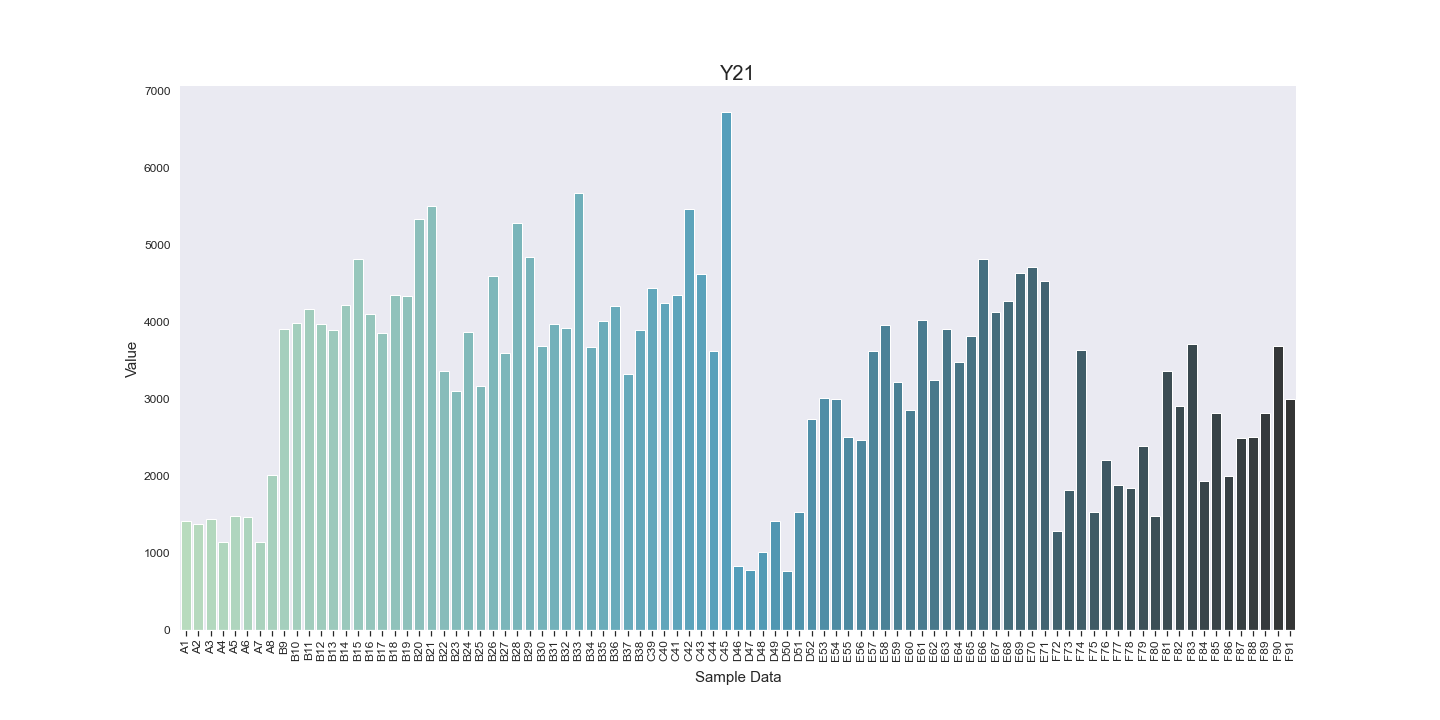 Y21
7000
6000
5000
4000
3000
2000
1000
0
Value
A1 A2 A3 A4 A5 A6 A7 A8 B9 B10 B11 B12 B13 B14 B15 B16 B17 B18 B19 B20 B21 B22 B23 B24 B25 B26 B27 B28 B29 B30 B31 B32 B33 B34 B35 B36 B37 B38 C39 C40 C41 C42 C43 C44 C45 D46 D47 D48 D49 D50 D51 D52 E53 E54 E55 E56 E57 E58 E59 E60 E61 E62 E63 E64 E65 E66 E67 E68 E69 E70 E71 F72 F73 F74 F75 F76 F77 F78 F79 F80 F81 F82 F83 F84 F85 F86 F87 F88 F89 F90 F91
Sample Data